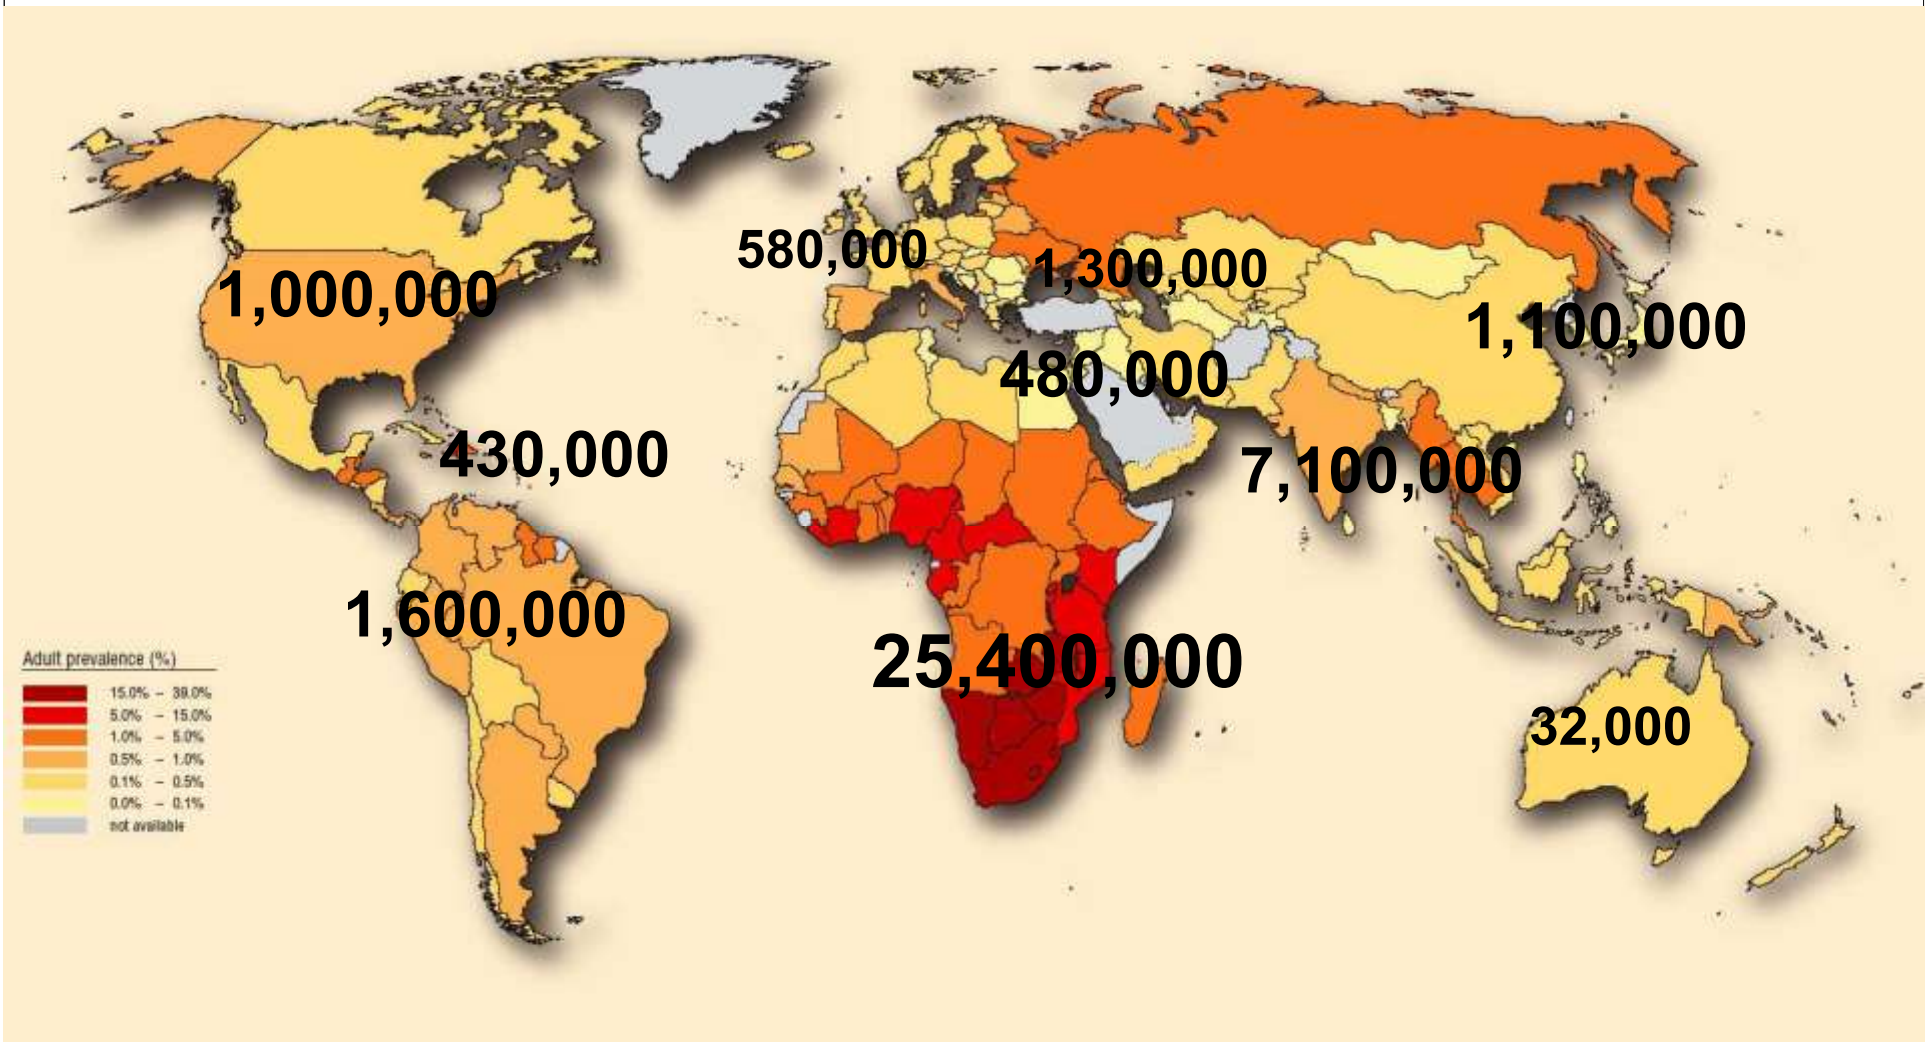 580,000
1,300,000
1,000,000
1,100,000
480,000
430,000
7,100,000
1,600,000
25,400,000
32,000
Adult prevalence (%)
15.0% – 39.0%
5.0% – 15.0%
1.0% – 5.0%
0.5% – 1.0%
0.1% – 0.5%
0.0% – 0.1%
not available